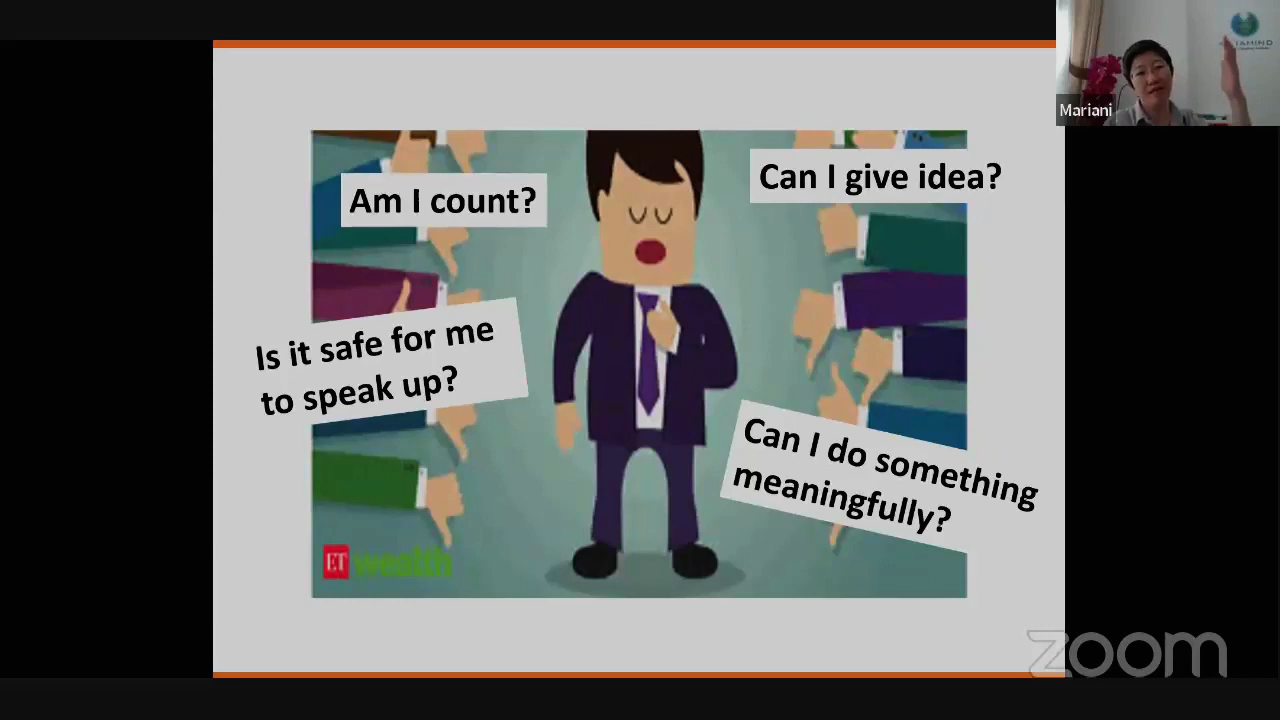 Mariani
Am I count?
Can I give idea?
Is it safe for me
to speak up?
Can I do something
meaningfully?
ET wealth
zoom